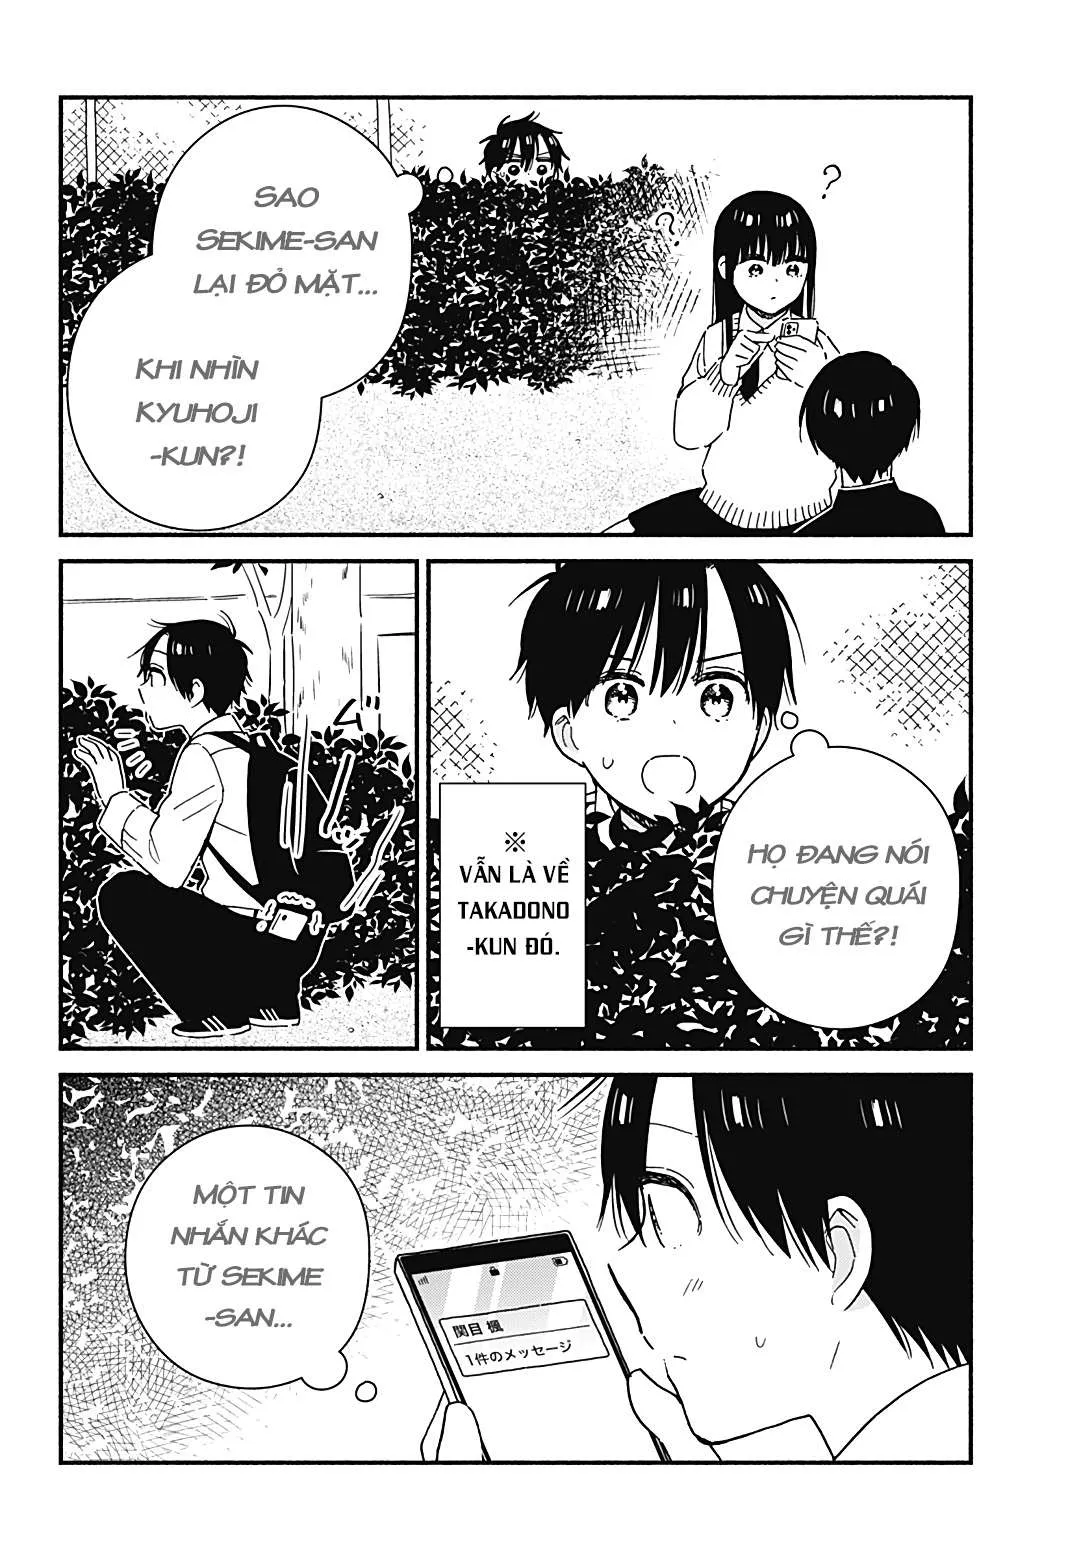 SAO
SEKIME-SAN
LẠI ĐỎ MẶT...
KHI NHÌN
KYUHOJI
-KUN?!
?
?
HỌ ĐANG NÓI
CHUYỆN QUÁI
GÌ THẾ?!
※
VẪN LÀ VỀ
TAKADONO
-KUN ĐÓ.
ムブ
MỘT TIN
NHẮN KHÁC
TỪ SEKIME
-SAN...
関目 楓
1件のメッセージ